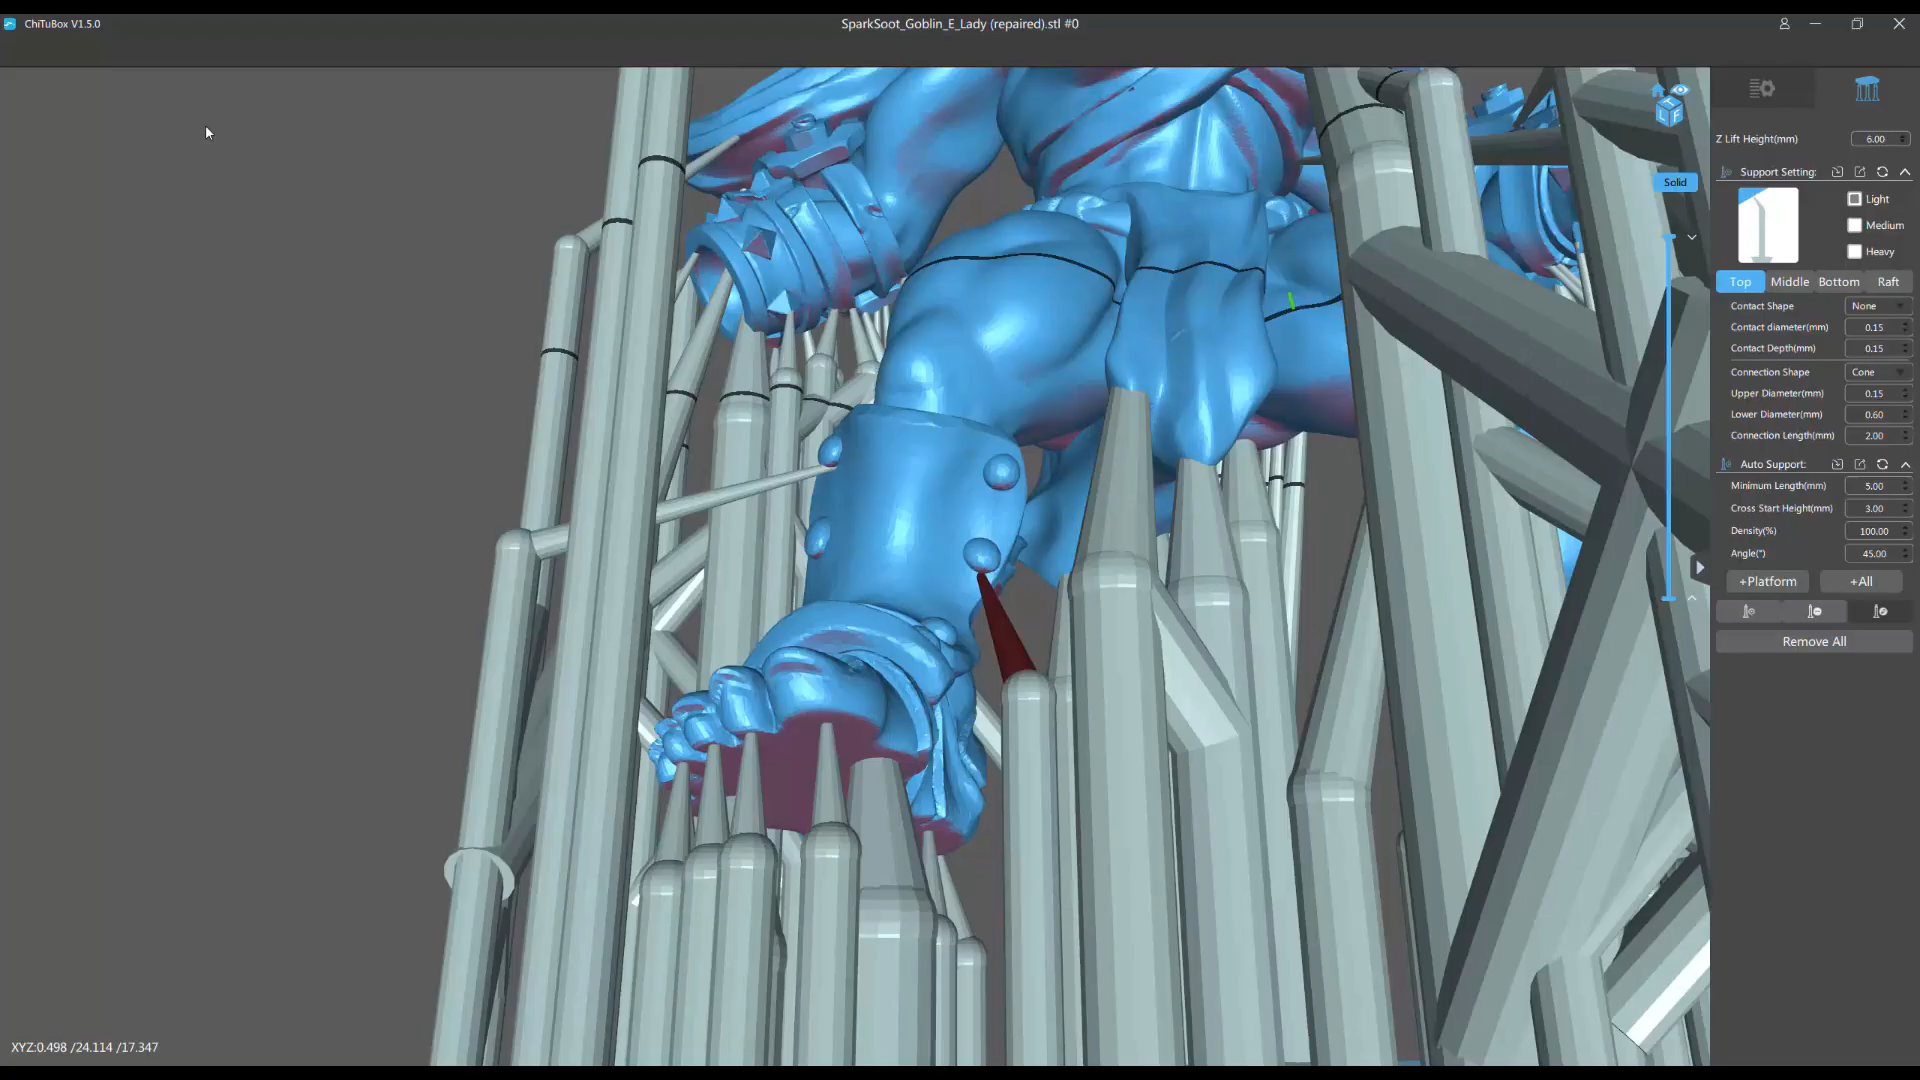 ChiTuBox V1.5.0
SparkSoot_Goblin_E_Lady (repaired).stl #0
Z Lift Height(mm) 6.00
Support Setting:
Solid
Light
Medium
Heavy
Top Middle Bottom Raft
Contact Shape None
Contact diameter(mm) 0.15
Contact Depth(mm) 0.15
Connection Shape Cone
Upper Diameter(mm) 0.15
Lower Diameter(mm) 0.60
Connection Length(mm) 2.00
Auto Support:
Minimum Length(mm) 5.00
Cross Start Height(mm) 3.00
Density(%) 100.00
Angle(°) 45.00
+Platform +All
Remove All
XYZ:0.498 /24.114 /17.347